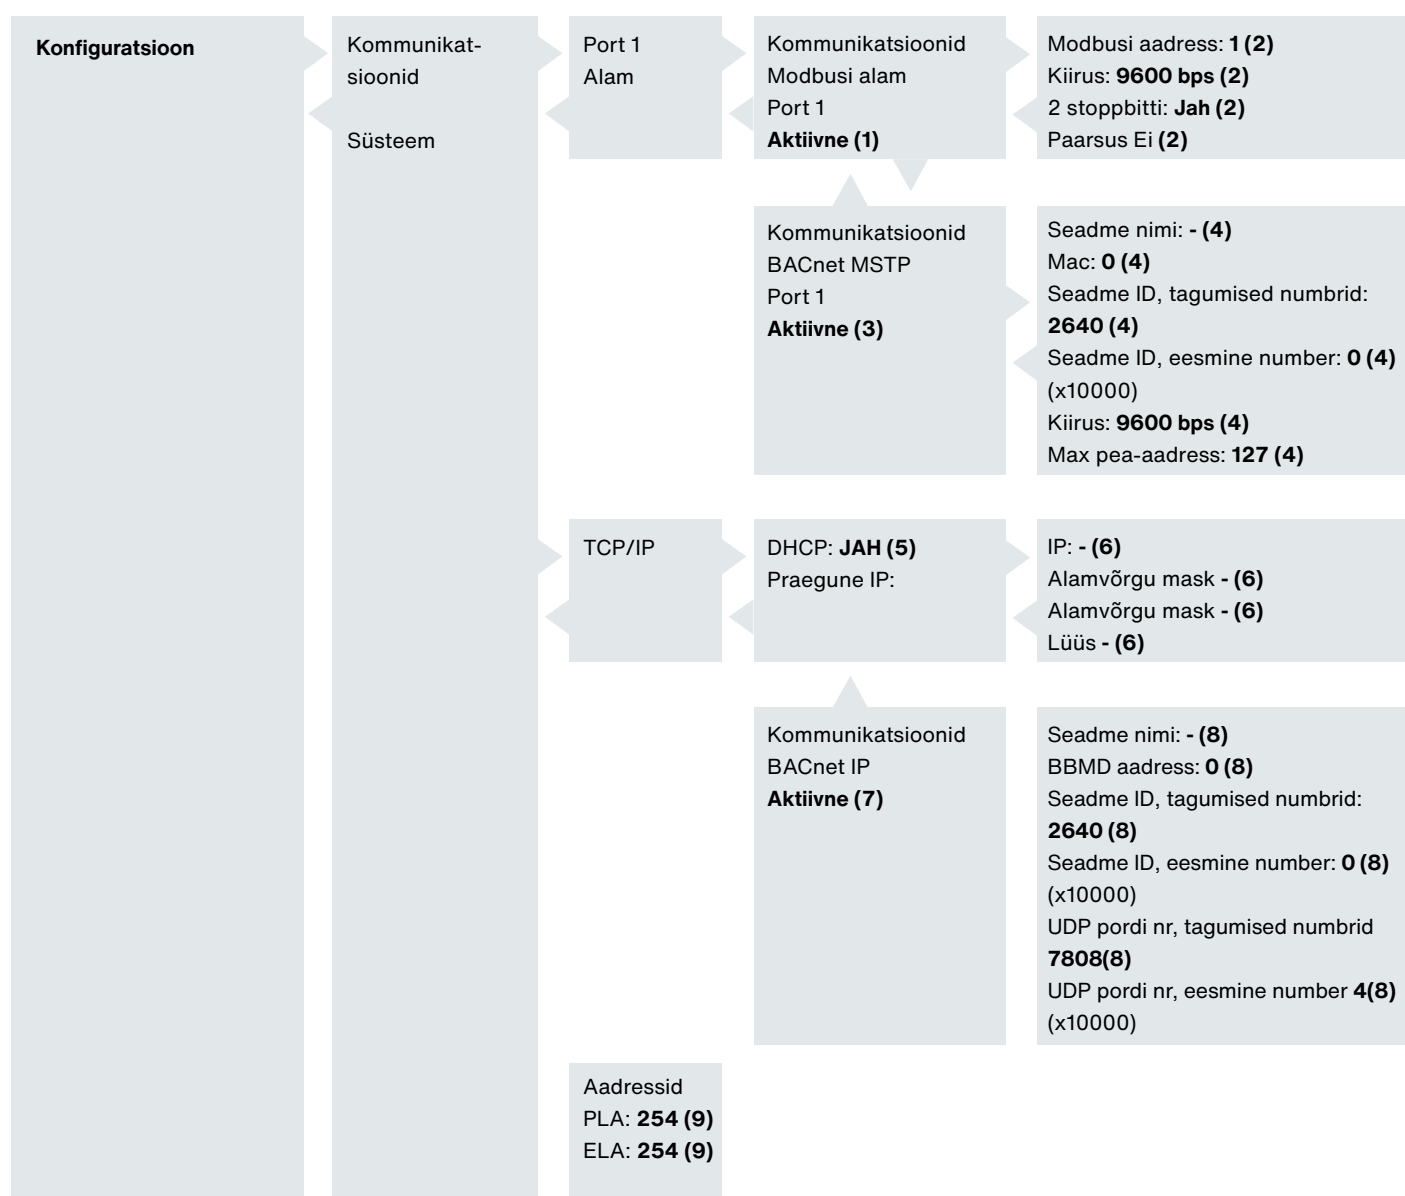 Konfiguratsioon
Kommunikat-
sioonid
Süsteem
Port 1
Alam
Kommunikatsioonid
Modbusi alam
Port 1
Aktiivne (1)
Modbusi aadress: 1 (2)
Kiirus: 9600 bps (2)
2 stoppbitti: Jah (2)
Paarsus Ei (2)
Kommunikatsioonid
BACnet MSTP
Port 1
Aktiivne (3)
Seadme nimi: - (4)
Mac: 0 (4)
Seadme ID, tagumised numbrid:
2640 (4)
Seadme ID, eesmine number: 0 (4)
(x10000)
Kiirus: 9600 bps (4)
Max pea-aadress: 127 (4)
TCP/IP
DHCP: JAH (5)
Praegune IP:
IP: - (6)
Alamvõrgu mask - (6)
Alamvõrgu mask - (6)
Lüüs - (6)
Kommunikatsioonid
BACnet IP
Aktiivne (7)
Seadme nimi: - (8)
BBMD aadress: 0 (8)
Seadme ID, tagumised numbrid:
2640 (8)
Seadme ID, eesmine number: 0 (8)
(x10000)
UDP pordi nr, tagumised numbrid
7808(8)
UDP pordi nr, eesmine number 4(8)
(x10000)
Aadressid
PLA: 254 (9)
ELA: 254 (9)